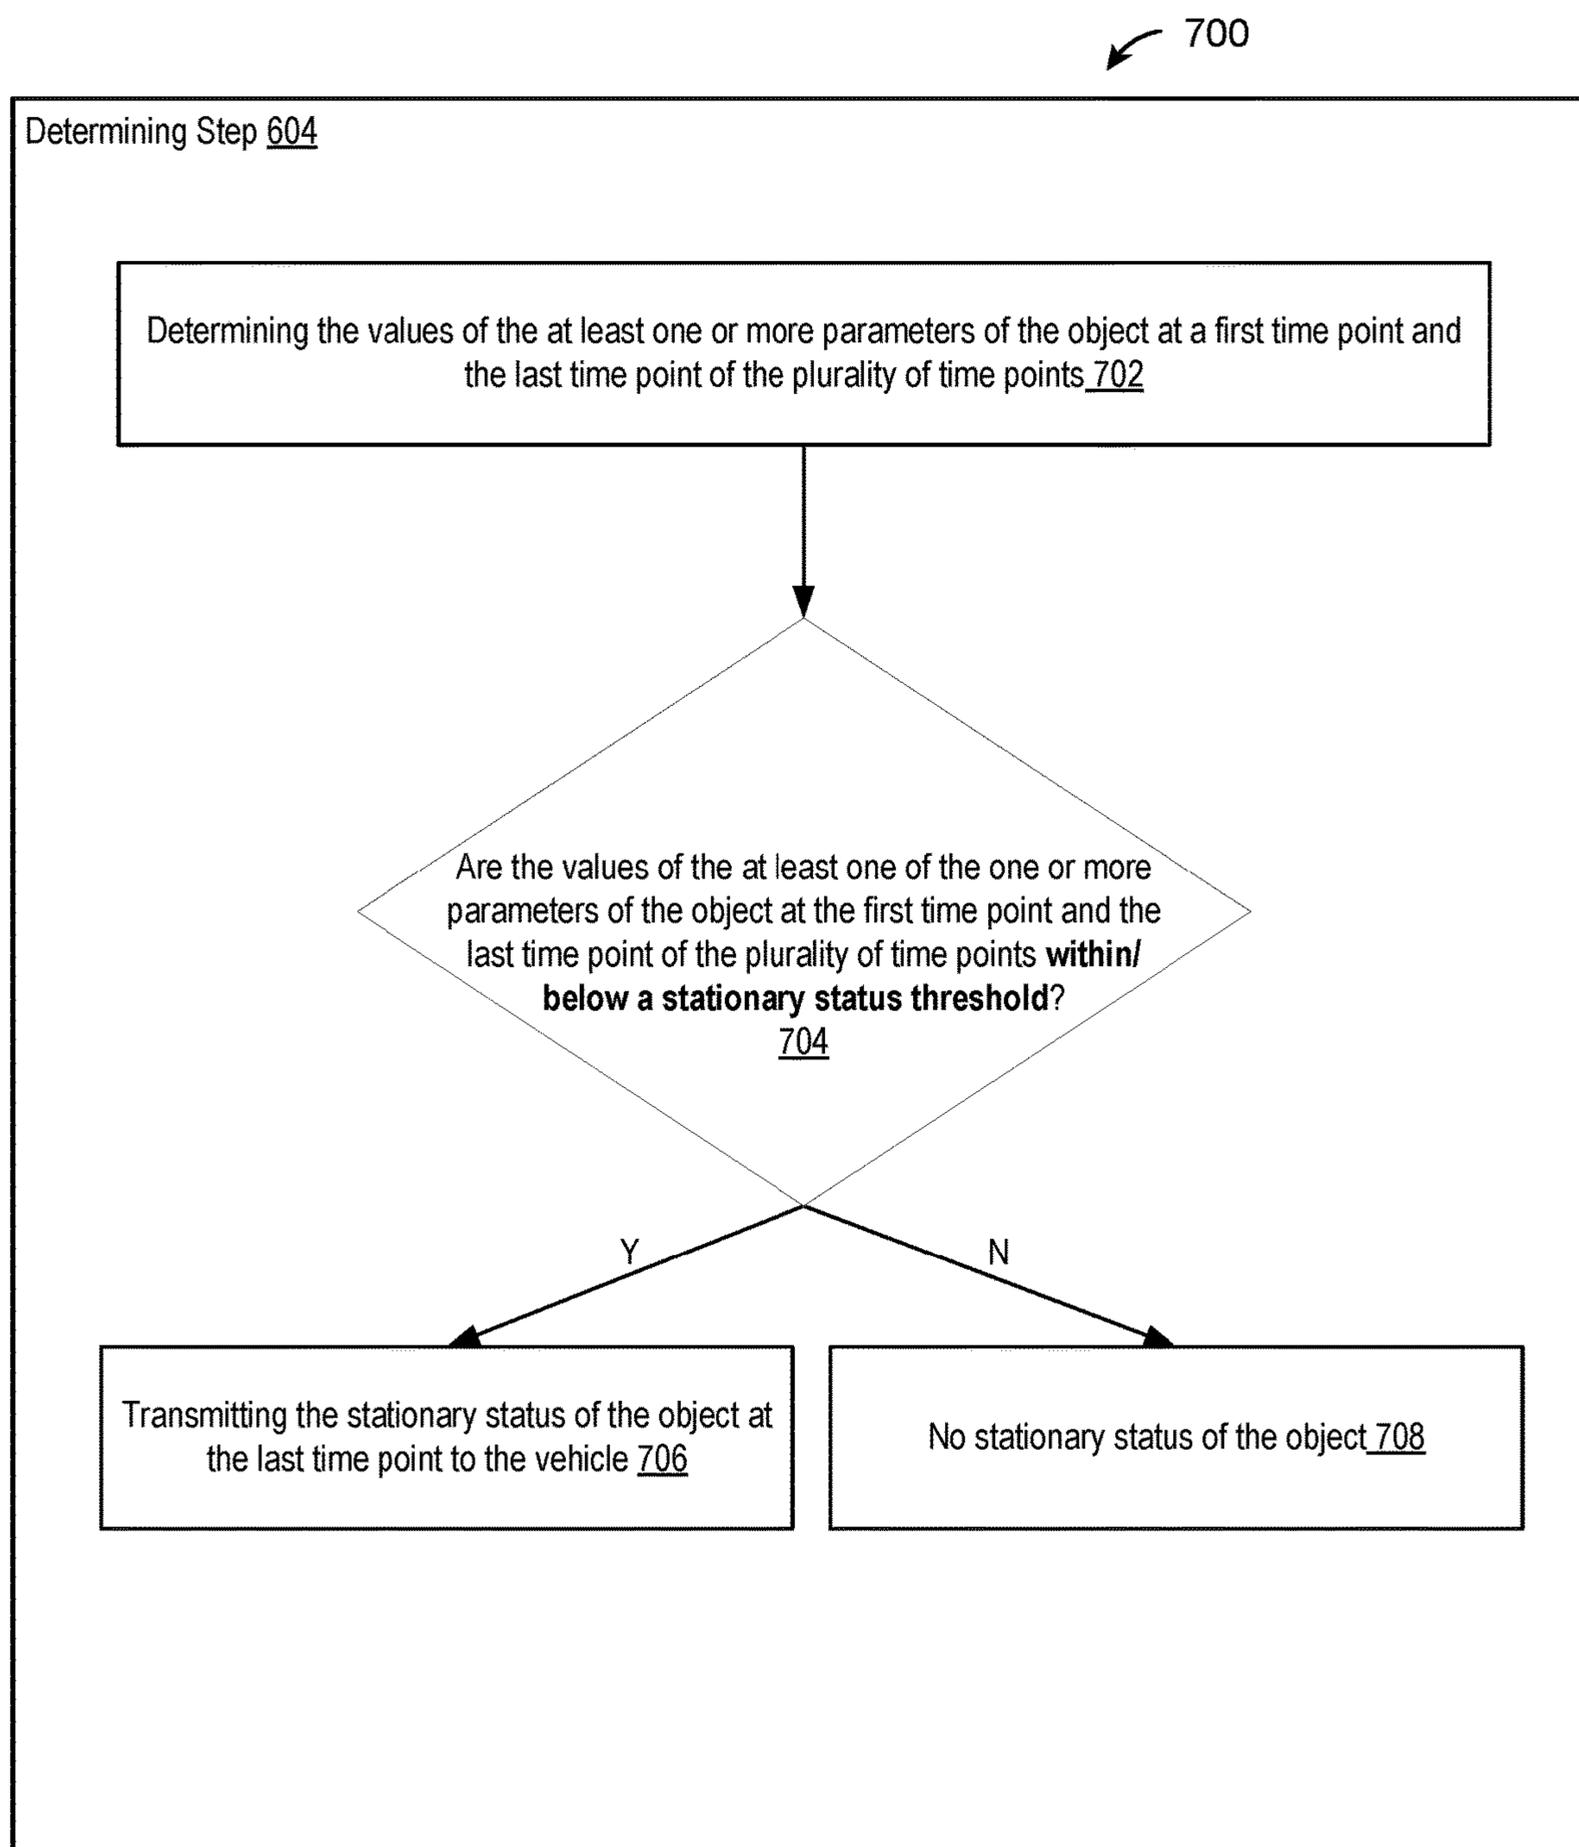 700
Determining Step 604
Determining the values of the at least one or more parameters of the object at a first time point and
the last time point of the plurality of time points 702
Are the values of the at least one of the one or more
parameters of the object at the first time point and the
last time point of the plurality of time points within/
below a stationary status threshold?
704
Y
N
Transmitting the stationary status of the object at
the last time point to the vehicle 706
No stationary status of the object 708